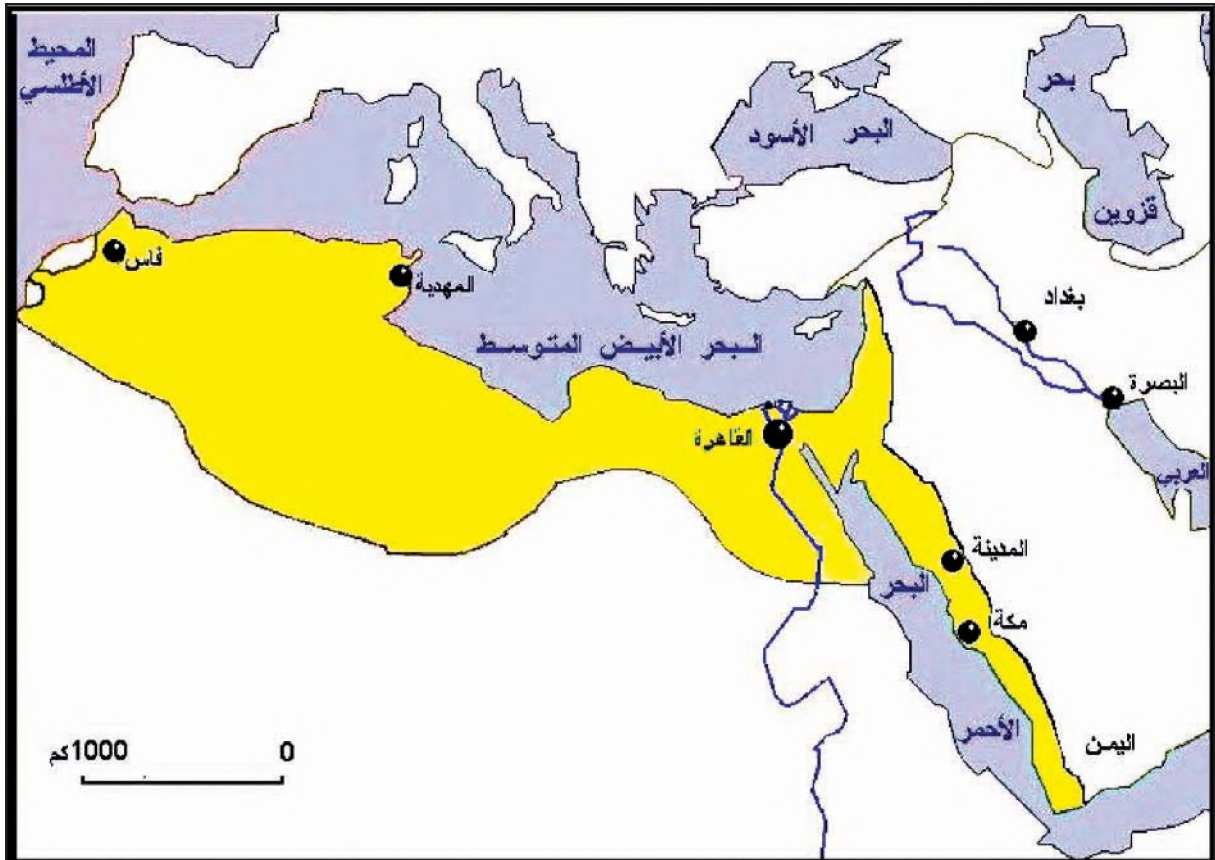 المحيط
الأطلسي
بحر
قزوين
البحر الأسود
فاس
المهدية
بغداد
البصرة
البحر الأبيض المتوسط
القاهرة
العربي
المدينة
البحر
مكة
الأحمر
اليمن
1000كم 0